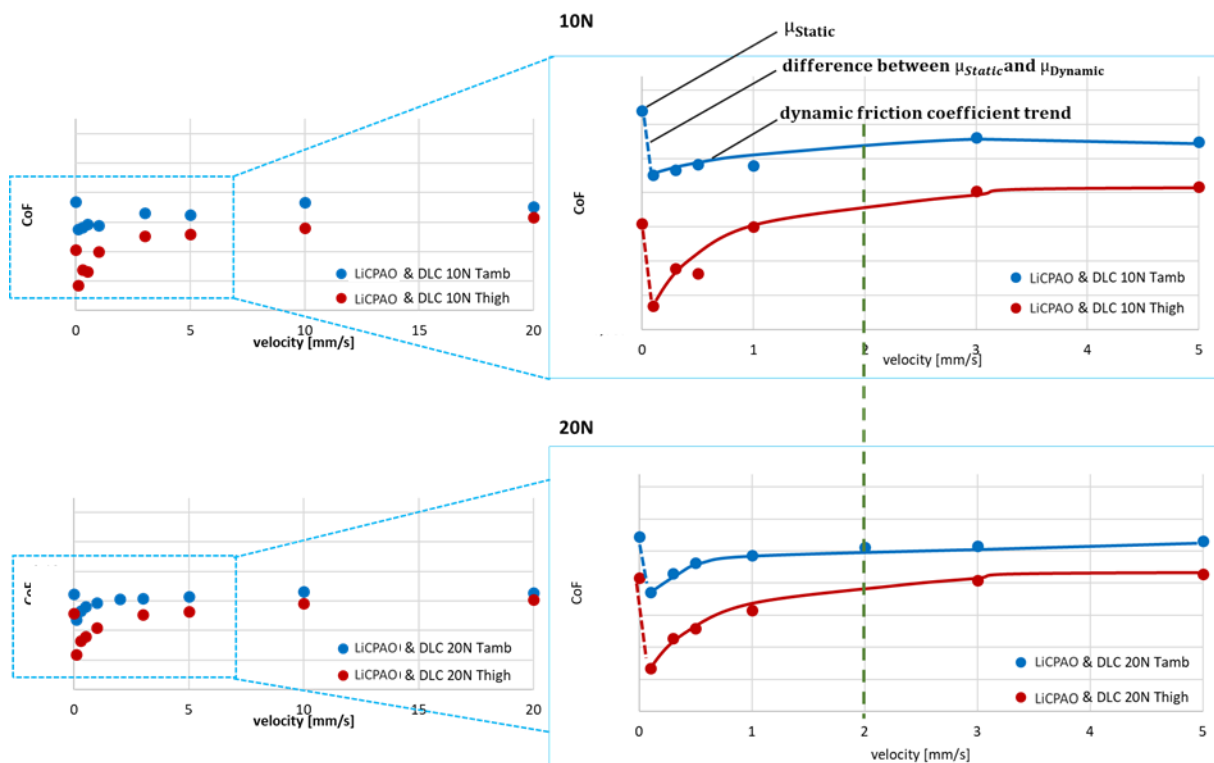 10N
μStatic
difference between μStatic and μDynamic
dynamic friction coefficient trend
CoF
LiCPAO & DLC 10N Tamb
LiCPAO & DLC 10N Thigh
0 5 10 15 20
velocity [mm/s]
CoF
LiCPAO & DLC 10N Tamb
LiCPAO & DLC 10N Thigh
0 1 2 3 4 5
velocity [mm/s]
20N
CoF
LiCPAO & DLC 20N Tamb
LiCPAO & DLC 20N Thigh
0 5 10 15 20
velocity [mm/s]
CoF
LiCPAO & DLC 20N Tamb
LiCPAO & DLC 20N Thigh
0 1 2 3 4 5
velocity [mm/s]